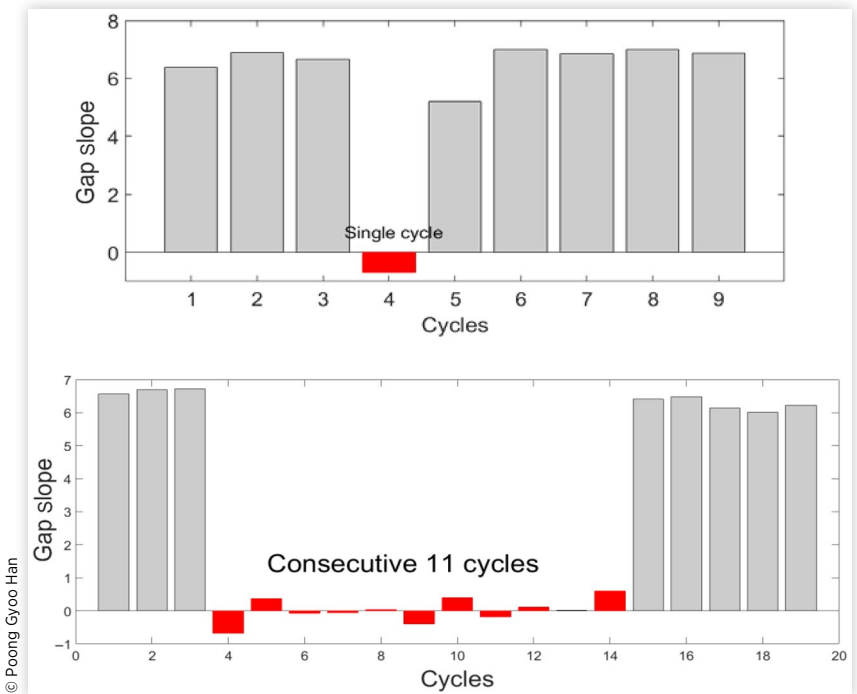 8
6
4
2
0
Gap slope
Single cycle
1 2 3 4 5 6 7 8 9
Cycles
7
6
5
4
3
2
1
0
−1
Gap slope
Consecutive 11 cycles
0 2 4 6 8 10 12 14 16 18 20
Cycles
© Poong Gyoo Han